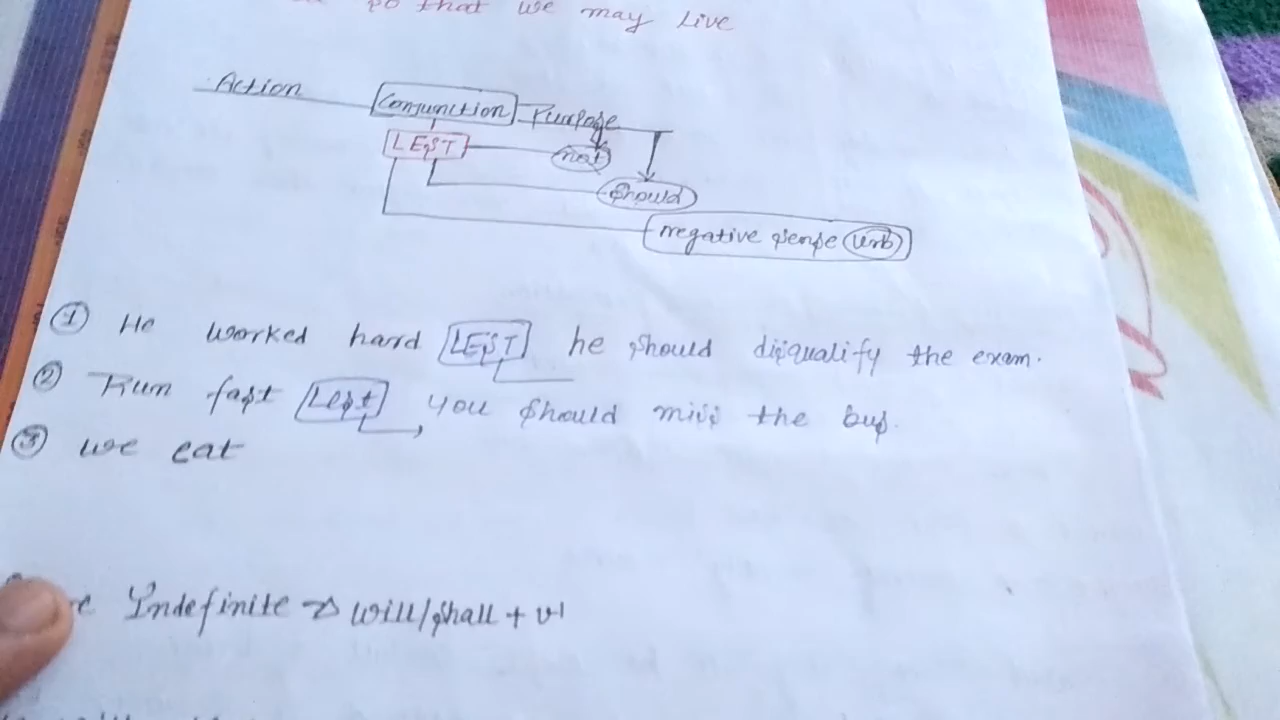 so that we may Live
Action Conjunction Purpose
LEST not
should
negative sense verb
① He worked hard LEST he should disqualify the exam.
② Run fast Lest you should miss the bus.
③ we eat
Indefinite → will/shall + v1